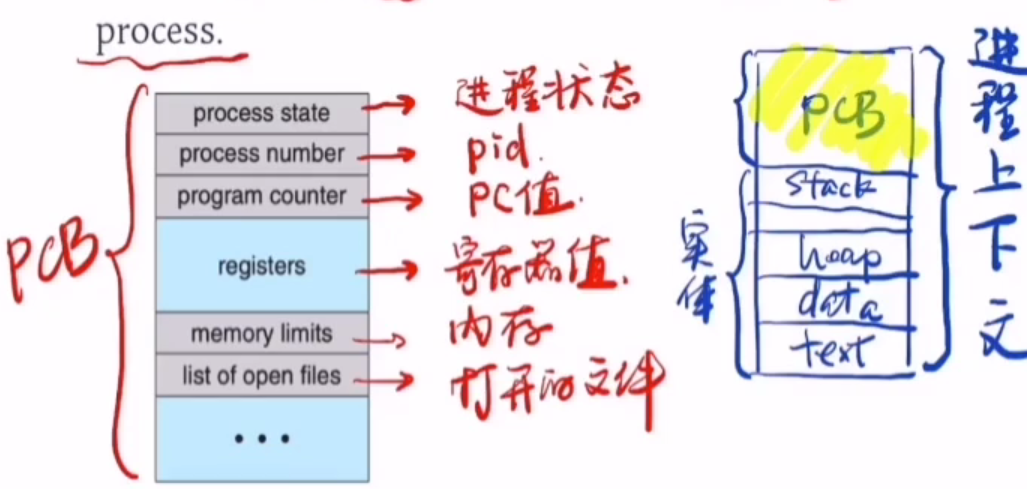 process.
PCB
process state
进程状态
process number
pid.
program counter
PC值.
registers
寄存器值.
memory limits
内存
list of open files
打开的文件
...
PCB
stack
heap
data
text
实体
进程上下文